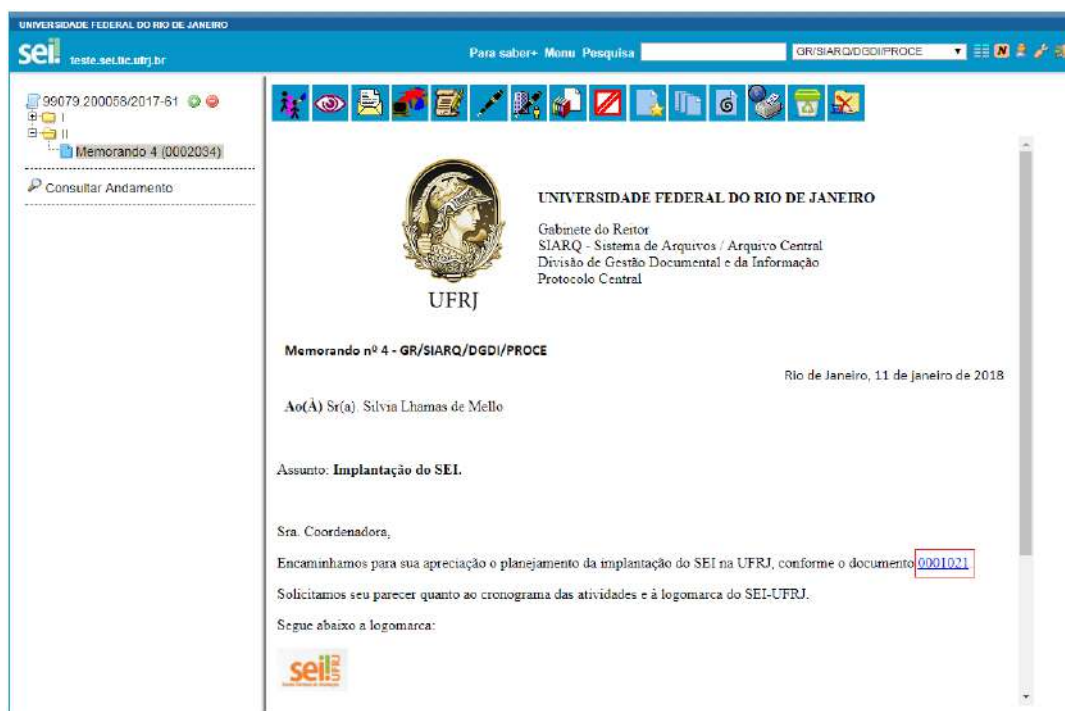 UNIVERSIDADE FEDERAL DO RIO DE JANEIRO
sei! teste.sei.tic.ufrj.br
Para saber+ Menu Pesquisa
GR/SIARQ/DGDI/PROCE
99079.200058/2017-61
I
II
Memorando 4 (0002034)
Consultar Andamento
UFRJ
UNIVERSIDADE FEDERAL DO RIO DE JANEIRO
Gabinete do Reitor
SIARQ - Sistema de Arquivos / Arquivo Central
Divisão de Gestão Documental e da Informação
Protocolo Central
Memorando nº 4 - GR/SIARQ/DGDI/PROCE
Rio de Janeiro, 11 de janeiro de 2018
Ao(À) Sr(a). Silvia Lhamas de Mello
Assunto: Implantação do SEI.
Sra. Coordenadora,
Encaminhamos para sua apreciação o planejamento da implantação do SEI na UFRJ, conforme o documento 0001021
Solicitamos seu parecer quanto ao cronograma das atividades e à logomarca do SEI-UFRJ.
Segue abaixo a logomarca:
sei! UFRJ